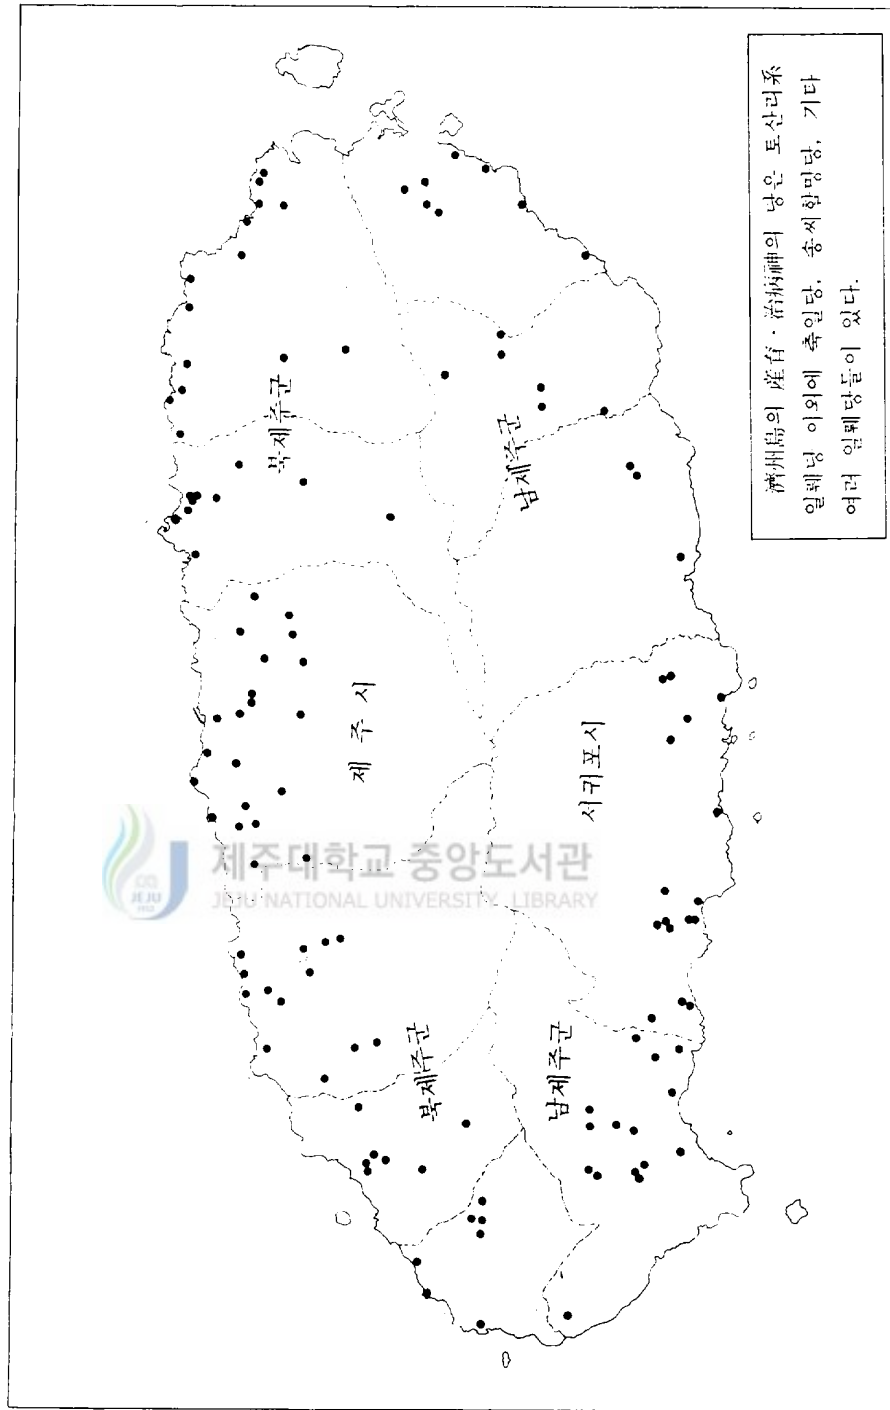 북제주군
남제주군
제주시
서귀포시
북제주군
남제주군
濟州島의 産育·治病神의 당은 토산리系
일뤠당 이외에 축일당, 송씨할망당, 기타
여러 일뤠당들이 있다.
JEJU
1952
제주대학교 중앙도서관
JEJU NATIONAL UNIVERSITY LIBRARY